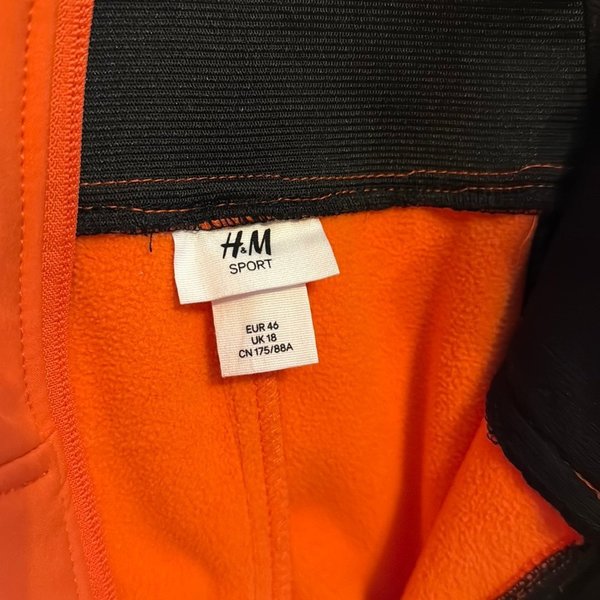 H&M
SPORT
EUR 46
UK 18
CN 175/88A